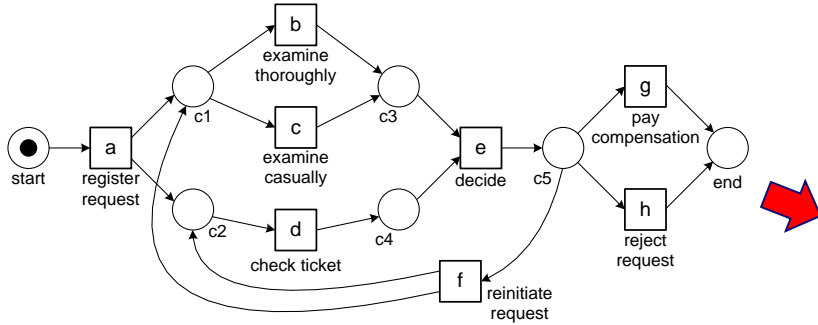 b
examine
thoroughly
g
pay
compensation
c1
c3
c
examine
casually
a
register
request
start
e
decide
c5
end
c2
d
check ticket
c4
h
reject
request
f
reinitiate
request